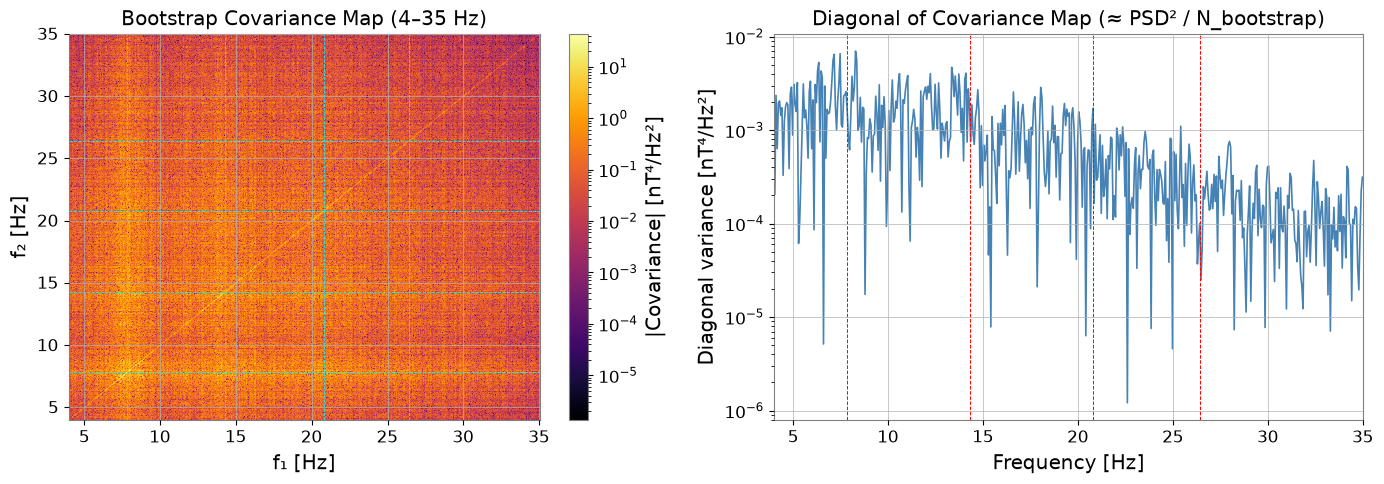 Bootstrap Covariance Map (4–35 Hz)
35
30
25
20
15
10
5
f₂ [Hz]
5 10 15 20 25 30 35
f₁ [Hz]
10¹
10⁰
10⁻¹
10⁻²
10⁻³
10⁻⁴
10⁻⁵
|Covariance| [nT⁴/Hz²]
Diagonal of Covariance Map (≈ PSD² / N_bootstrap)
10⁻²
10⁻³
10⁻⁴
10⁻⁵
10⁻⁶
Diagonal variance [nT⁴/Hz²]
5 10 15 20 25 30 35
Frequency [Hz]